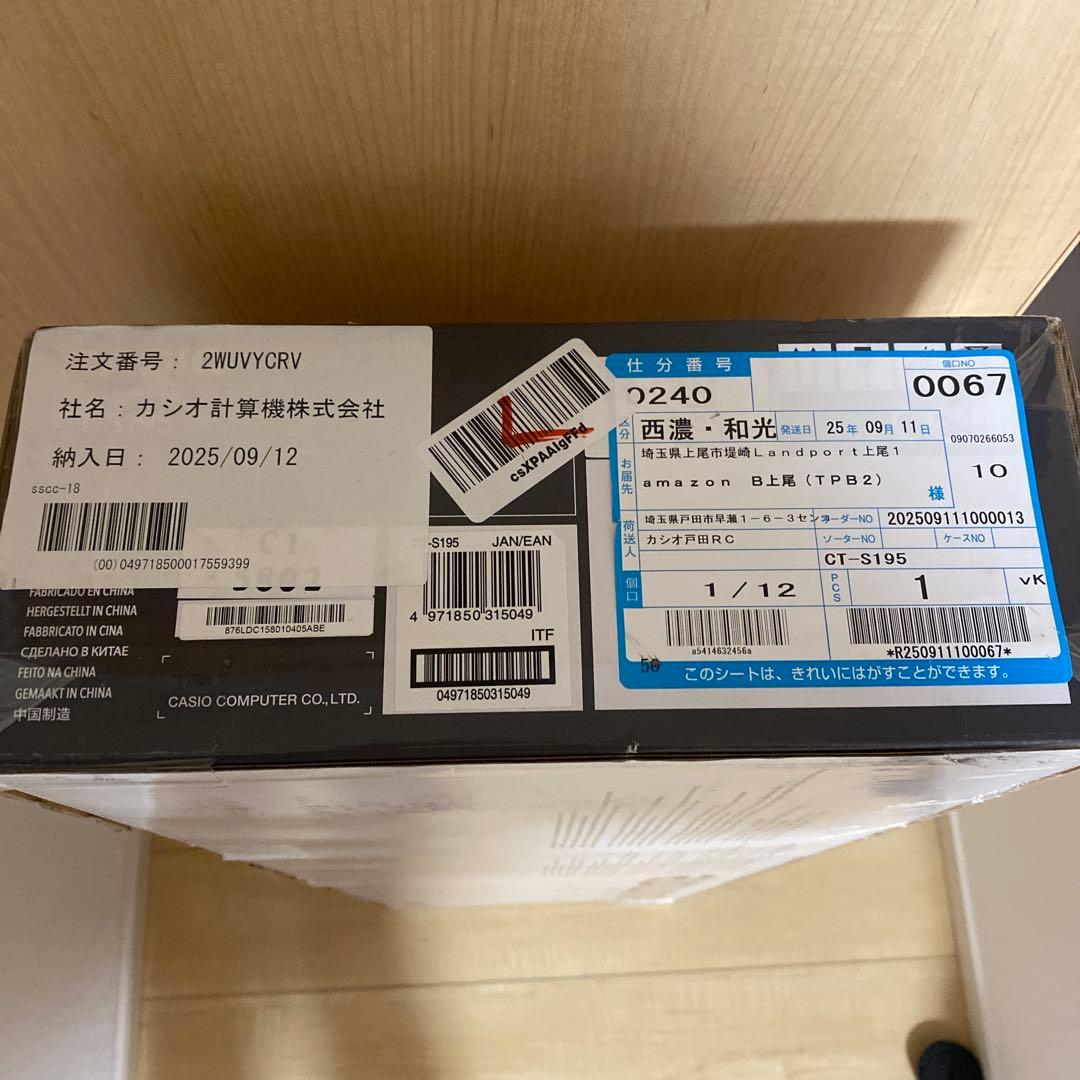 注文番号： 2WUVYCRV
社名：カシオ計算機株式会社
納入日： 2025/09/12
sscc-18
(00)049718500017559399
csXPAAIgFFd
仕分番号
0240
個口NO
0067
西濃・和光
発送日
25年 09月 11日
09070266053
お届先
埼玉県上尾市堤崎Landport上尾1
amazon B上尾(TPB2)
様
10
荷送人
埼玉県戸田市早瀬1-6-3セン
カシオ戸田RC
オーダーNO
202509111000013
ソーターNO
ケースNO
CT-S195
個口
1/12
PCS
1
vK
a5414632456a
*R250911100067*
50
このシートは、きれいにはがすことができます。
CT-S195
JAN/EAN
4 971850 315049
ITF
04971850315049
C1
876LDC158010405ABE
CASIO COMPUTER CO., LTD.
FABRICADO EN CHINA
HERGESTELLT IN CHINA
FABBRICATO IN CINA
СДЕЛАНО В КИТАЕ
FEITO NA CHINA
GEMAAKT IN CHINA
中国制造